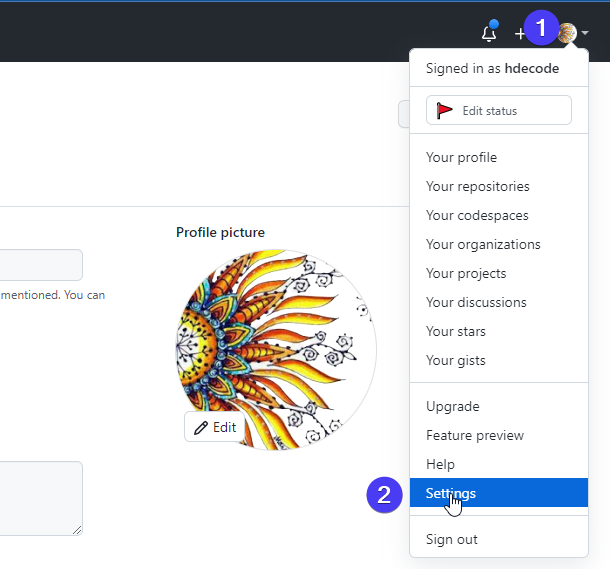 1
Signed in as hdecode
Edit status
Your profile
Your repositories
Your codespaces
Your organizations
Your projects
Your discussions
Your stars
Your gists
Upgrade
Feature preview
Help
2
Settings
Sign out
Profile picture
mentioned. You can
Edit